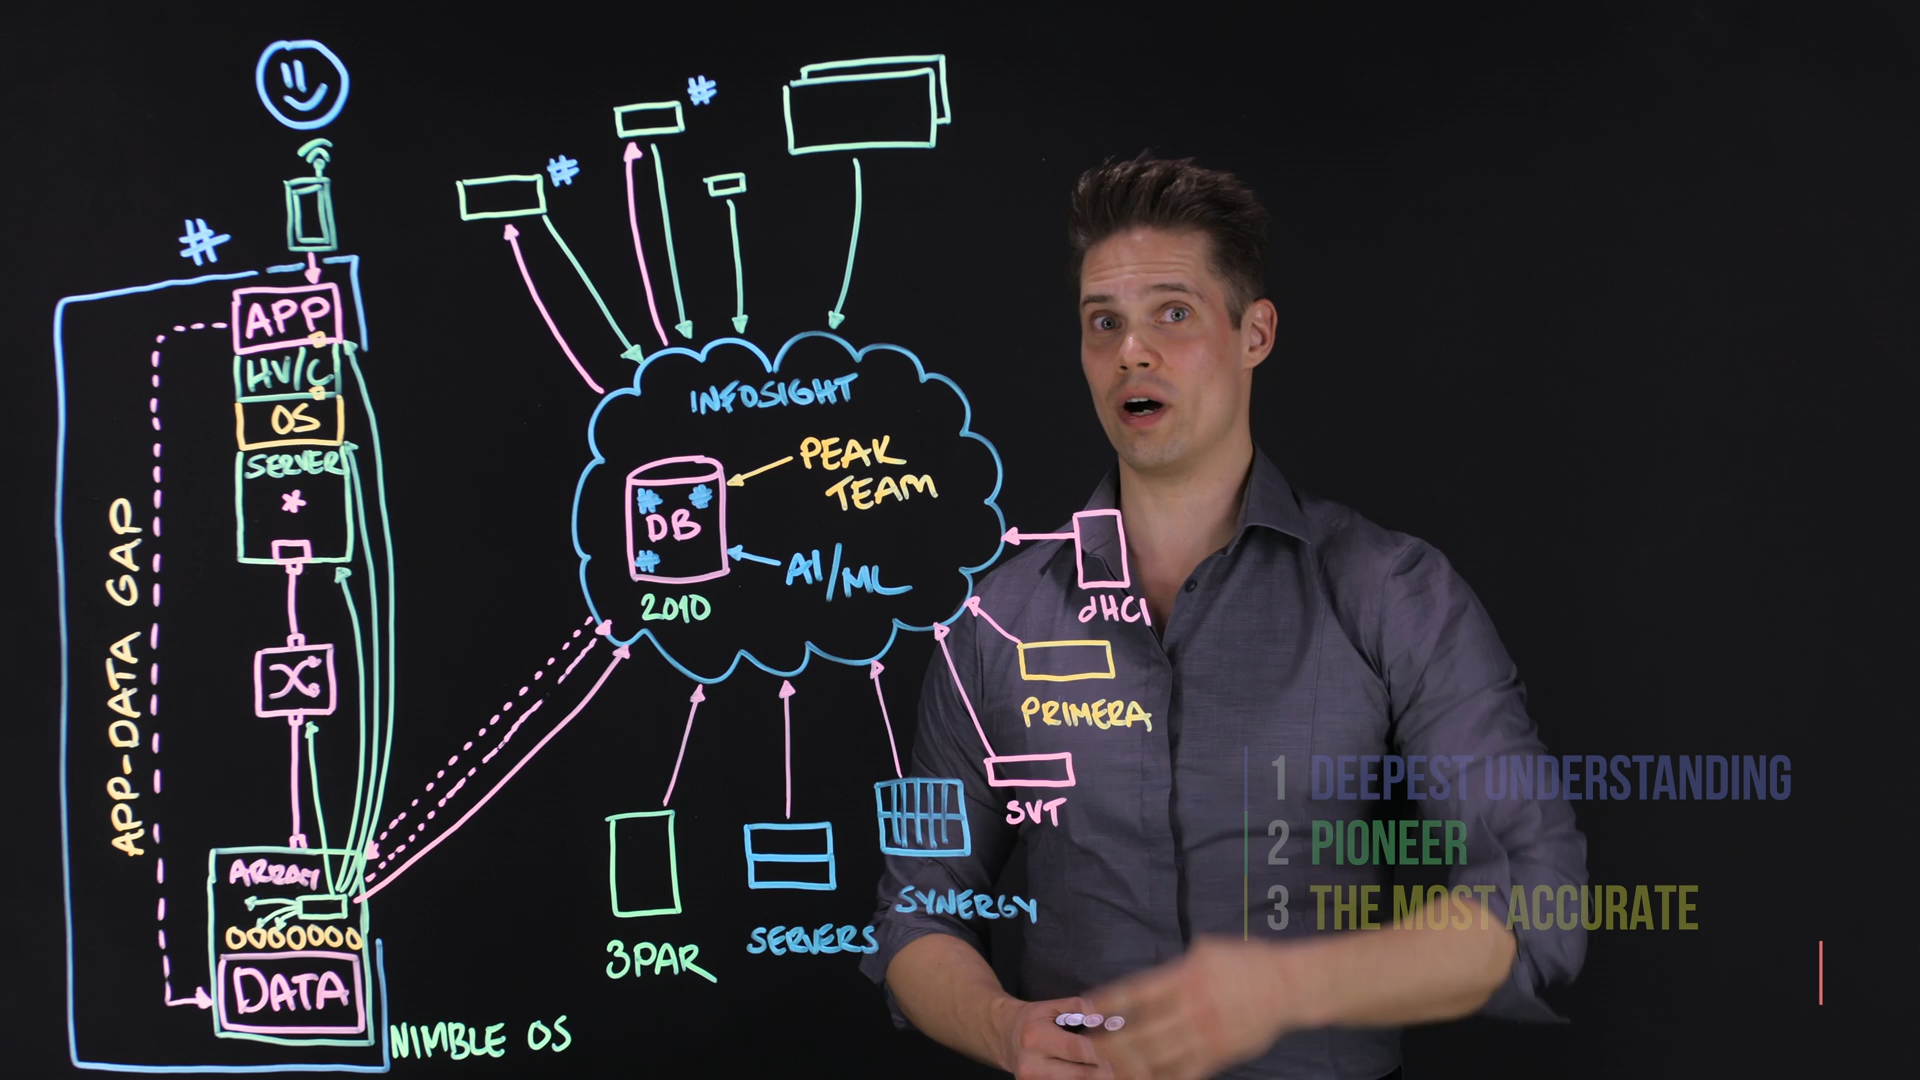 #
#
#
APP
HV/C
OS
SERVER
*
APP-DATA GAP
ARRAY
0000000
DATA
NIMBLE OS
INFOSIGHT
PEAK
TEAM
# #
DB
#
2010
AI/ML
dHCI
PRIMERA
SVT
SYNERGY
SERVERS
3PAR
1 DEEPEST UNDERSTANDING
2 PIONEER
3 THE MOST ACCURATE